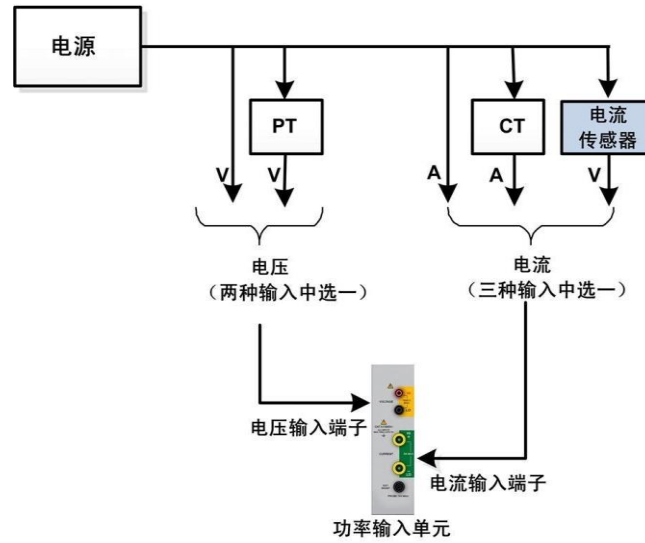 电源
PT
CT
电流
传感器
V
V
A
A
V
电压
（两种输入中选一）
电流
（三种输入中选一）
电压输入端子
电流输入端子
功率输入单元